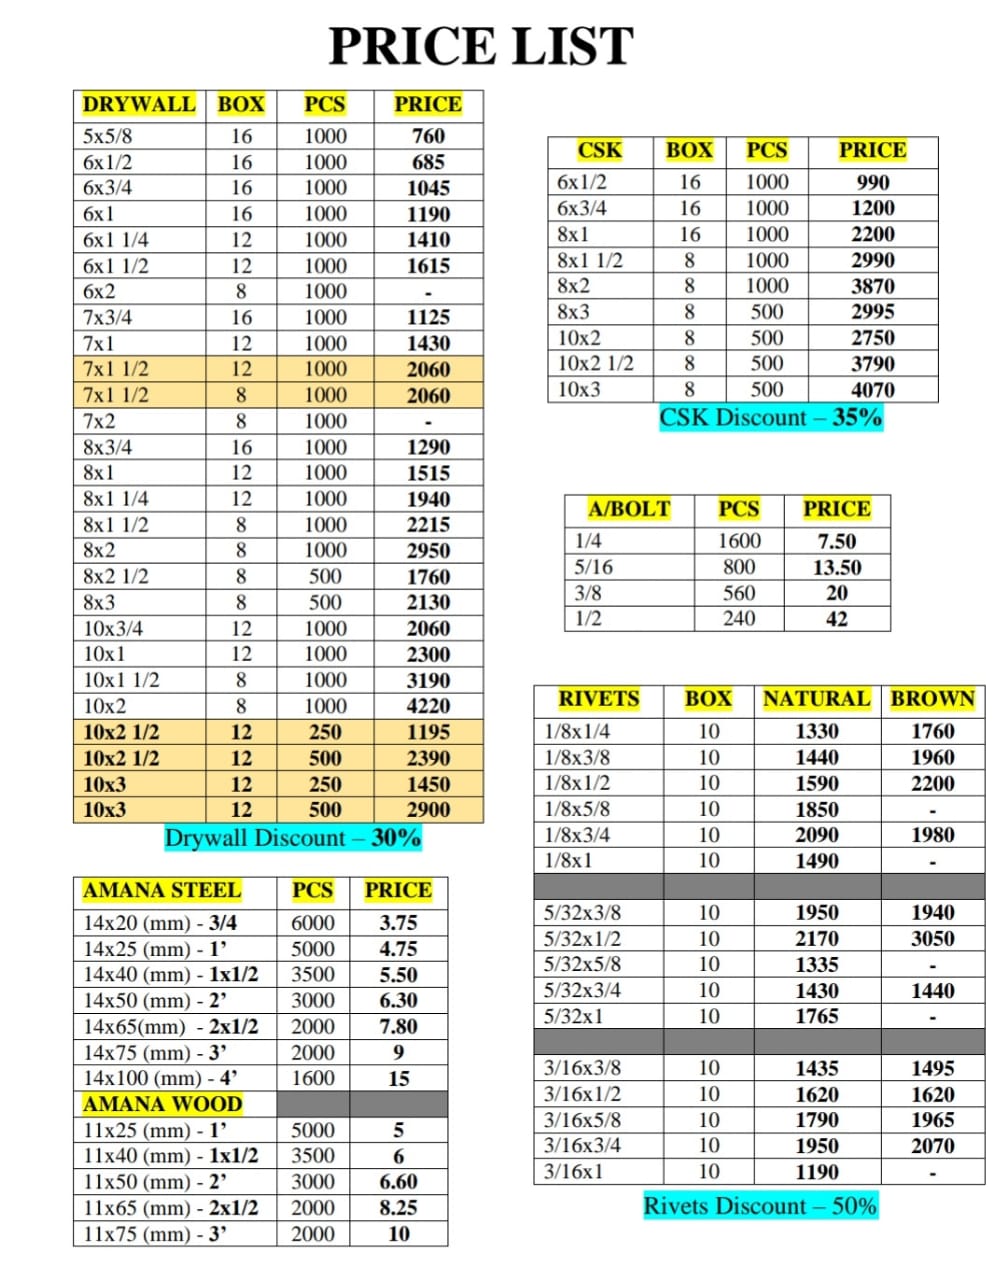 PRICE LIST
DRYWALL BOX PCS PRICE
5x5/8 16 1000 760
6x1/2 16 1000 685
6x3/4 16 1000 1045
6x1 16 1000 1190
6x1 1/4 12 1000 1410
6x1 1/2 12 1000 1615
6x2 8 1000 -
7x3/4 16 1000 1125
7x1 12 1000 1430
7x1 1/2 12 1000 2060
7x1 1/2 8 1000 2060
7x2 8 1000 -
8x3/4 16 1000 1290
8x1 12 1000 1515
8x1 1/4 12 1000 1940
8x1 1/2 8 1000 2215
8x2 8 1000 2950
8x2 1/2 8 500 1760
8x3 8 500 2130
10x3/4 12 1000 2060
10x1 12 1000 2300
10x1 1/2 8 1000 3190
10x2 8 1000 4220
10x2 1/2 12 250 1195
10x2 1/2 12 500 2390
10x3 12 250 1450
10x3 12 500 2900
Drywall Discount – 30%
AMANA STEEL PCS PRICE
14x20 (mm) - 3/4 6000 3.75
14x25 (mm) - 1’ 5000 4.75
14x40 (mm) - 1x1/2 3500 5.50
14x50 (mm) - 2’ 3000 6.30
14x65(mm) - 2x1/2 2000 7.80
14x75 (mm) - 3’ 2000 9
14x100 (mm) - 4’ 1600 15
AMANA WOOD
11x25 (mm) - 1’ 5000 5
11x40 (mm) - 1x1/2 3500 6
11x50 (mm) - 2’ 3000 6.60
11x65 (mm) - 2x1/2 2000 8.25
11x75 (mm) - 3’ 2000 10
CSK BOX PCS PRICE
6x1/2 16 1000 990
6x3/4 16 1000 1200
8x1 16 1000 2200
8x1 1/2 8 1000 2990
8x2 8 1000 3870
8x3 8 500 2995
10x2 8 500 2750
10x2 1/2 8 500 3790
10x3 8 500 4070
CSK Discount – 35%
A/BOLT PCS PRICE
1/4 1600 7.50
5/16 800 13.50
3/8 560 20
1/2 240 42
RIVETS BOX NATURAL BROWN
1/8x1/4 10 1330 1760
1/8x3/8 10 1440 1960
1/8x1/2 10 1590 2200
1/8x5/8 10 1850 -
1/8x3/4 10 2090 1980
1/8x1 10 1490 -
5/32x3/8 10 1950 1940
5/32x1/2 10 2170 3050
5/32x5/8 10 1335 -
5/32x3/4 10 1430 1440
5/32x1 10 1765 -
3/16x3/8 10 1435 1495
3/16x1/2 10 1620 1620
3/16x5/8 10 1790 1965
3/16x3/4 10 1950 2070
3/16x1 10 1190 -
Rivets Discount – 50%